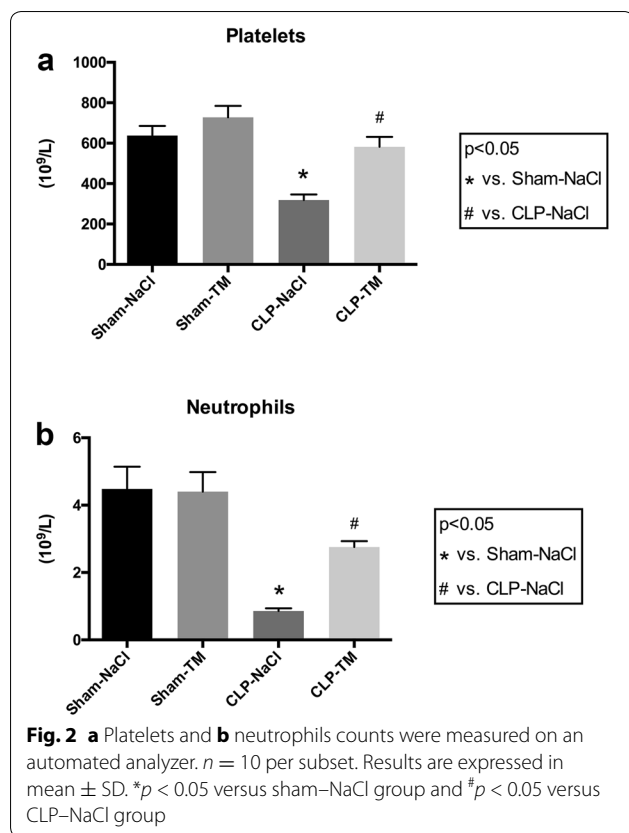 Platelets
a
1000
800
600
400
200
0
(10⁹/L)
*
#
Sham-NaCl
Sham-TM
CLP-NaCl
CLP-TM
p<0.05
* vs. Sham-NaCl
# vs. CLP-NaCl
Neutrophils
b
6
4
2
0
(10⁹/L)
*
#
Sham-NaCl
Sham-TM
CLP-NaCl
CLP-TM
p<0.05
* vs. Sham-NaCl
# vs. CLP-NaCl
Fig. 2 a Platelets and b neutrophils counts were measured on an
automated analyzer. n = 10 per subset. Results are expressed in
mean ± SD. *p < 0.05 versus sham–NaCl group and #p < 0.05 versus
CLP–NaCl group